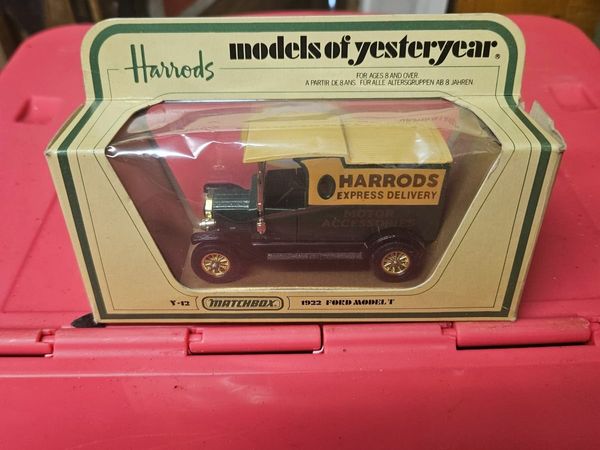 Harrods
models of yesteryear®
FOR AGES 8 AND OVER.
A PARTIR DE 8 ANS. FÜR ALLE ALTERSGRUPPEN AB 8 JAHREN.
HARRODS
EXPRESS DELIVERY
MOTOR
ACCESSORIES
Y-12 MATCHBOX 1922 FORD MODEL T